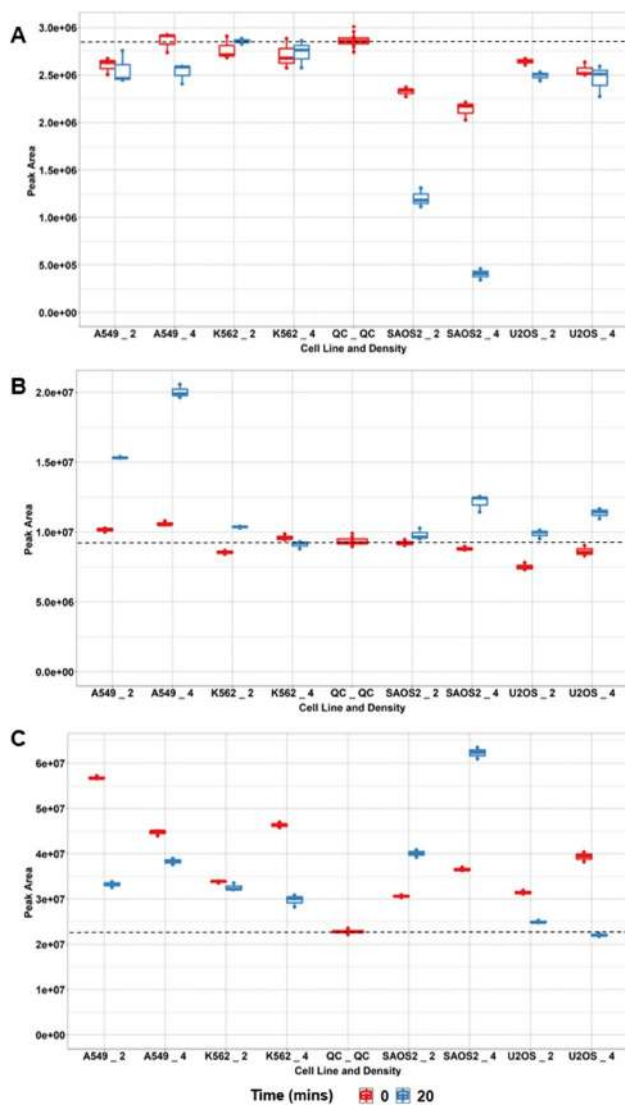 A
3.0e+06
2.5e+06
2.0e+06
1.5e+06
1.0e+06
5.0e+05
0.0e+00
Peak Area
A549 _ 2 A549 _ 4 K562 _ 2 K562 _ 4 QC _ QC SAOS2 _ 2 SAOS2 _ 4 U2OS _ 2 U2OS _ 4
Cell Line and Density
B
2.0e+07
1.5e+07
1.0e+07
5.0e+06
0.0e+00
Peak Area
A549 _ 2 A549 _ 4 K562 _ 2 K562 _ 4 QC _ QC SAOS2 _ 2 SAOS2 _ 4 U2OS _ 2 U2OS _ 4
Cell Line and Density
C
6e+07
5e+07
4e+07
3e+07
2e+07
1e+07
0e+00
Peak Area
A549 _ 2 A549 _ 4 K562 _ 2 K562 _ 4 QC _ QC SAOS2 _ 2 SAOS2 _ 4 U2OS _ 2 U2OS _ 4
Cell Line and Density
Time (mins) 0 20